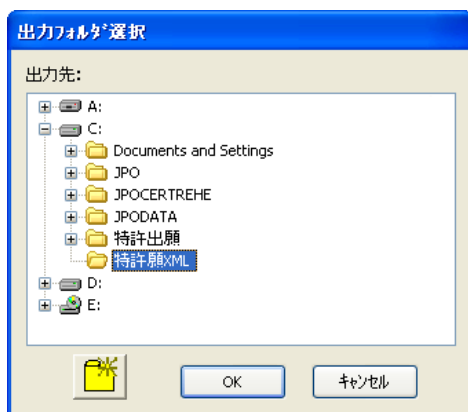 出力ﾌｫﾙﾀﾞ選択
出力先:
A:
C:
Documents and Settings
JPO
JPOCERTREHE
JPODATA
特許出願
特許願XML
D:
E:
OK
ｷｬﾝｾﾙ